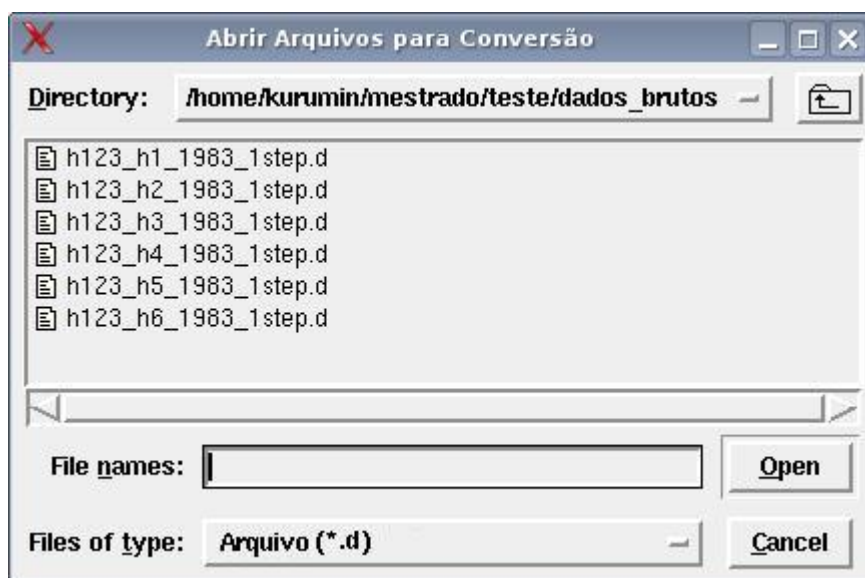 Abrir Arquivos para Conversão
Directory: /home/kurumin/mestrado/teste/dados_brutos
h123_h1_1983_1step.d
h123_h2_1983_1step.d
h123_h3_1983_1step.d
h123_h4_1983_1step.d
h123_h5_1983_1step.d
h123_h6_1983_1step.d
File names: Open
Files of type: Arquivo (*.d) Cancel